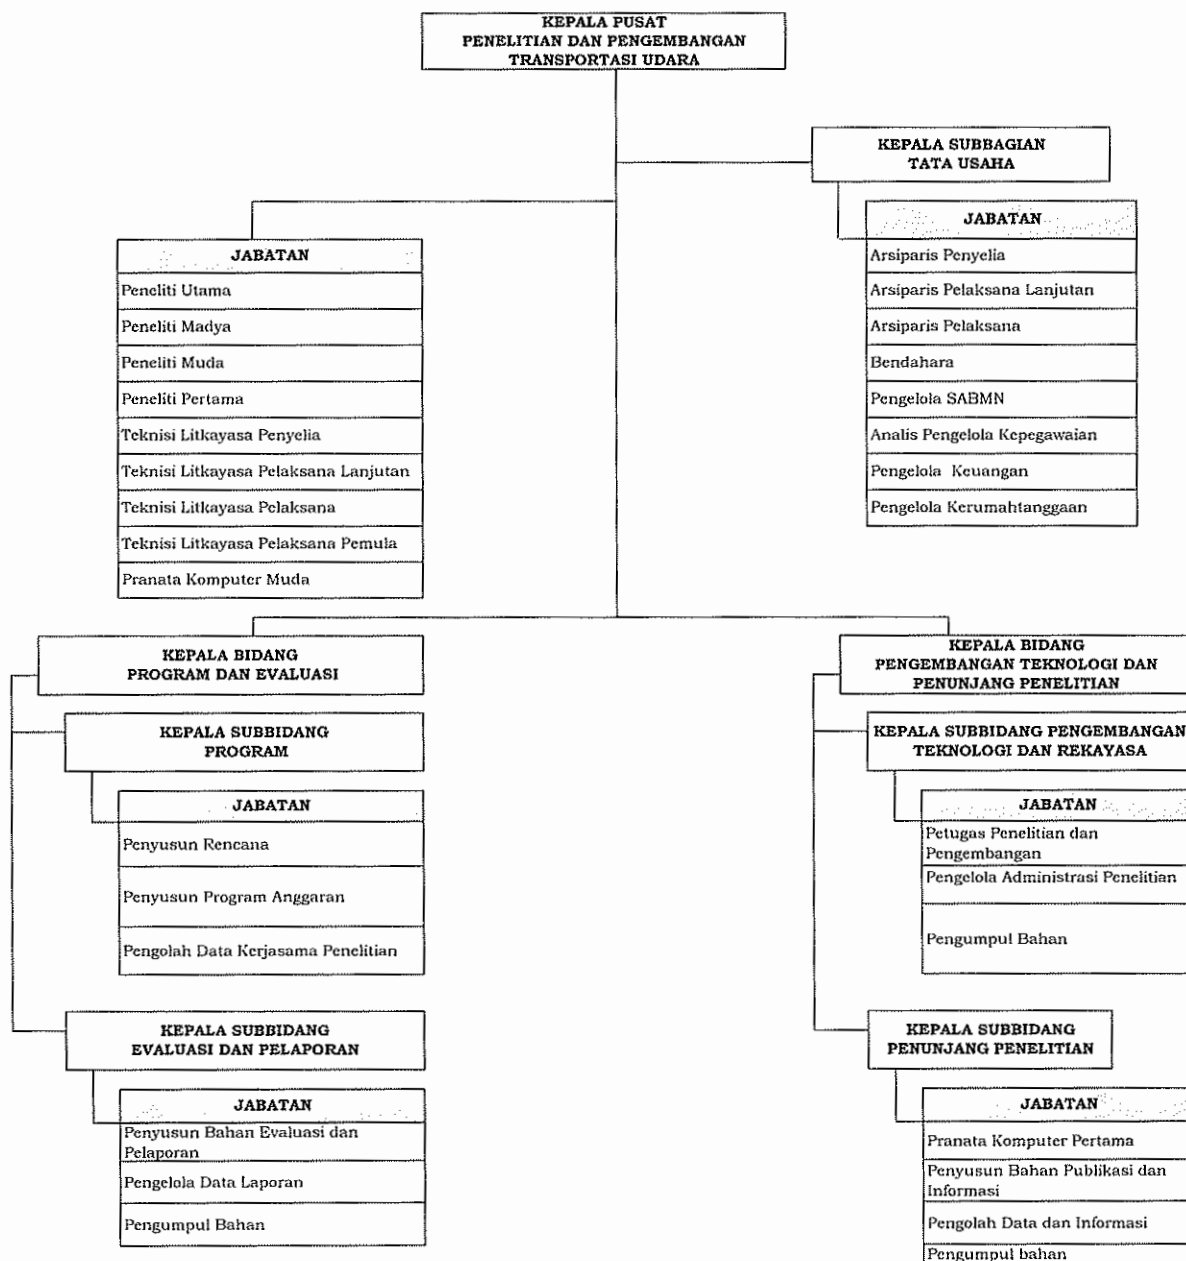 KEPALA PUSAT
PENELITIAN DAN PENGEMBANGAN
TRANSPORTASI UDARA
KEPALA SUBBAGIAN
TATA USAHA
JABATAN
Arsiparis Penyelia
Arsiparis Pelaksana Lanjutan
Arsiparis Pelaksana
Bendahara
Pengelola SABMN
Analis Pengelola Kepegawaian
Pengelola Keuangan
Pengelola Kerumahtanggaan
JABATAN
Peneliti Utama
Peneliti Madya
Peneliti Muda
Peneliti Pertama
Teknisi Litkayasa Penyelia
Teknisi Litkayasa Pelaksana Lanjutan
Teknisi Litkayasa Pelaksana
Teknisi Litkayasa Pelaksana Pemula
Pranata Komputer Muda
KEPALA BIDANG
PROGRAM DAN EVALUASI
KEPALA SUBBIDANG
PROGRAM
JABATAN
Penyusun Rencana
Penyusun Program Anggaran
Pengolah Data Kerjasama Penelitian
KEPALA SUBBIDANG
EVALUASI DAN PELAPORAN
JABATAN
Penyusun Bahan Evaluasi dan
Pelaporan
Pengelola Data Laporan
Pengumpul Bahan
KEPALA BIDANG
PENGEMBANGAN TEKNOLOGI DAN
PENUNJANG PENELITIAN
KEPALA SUBBIDANG PENGEMBANGAN
TEKNOLOGI DAN REKAYASA
JABATAN
Petugas Penelitian dan
Pengembangan
Pengelola Administrasi Penelitian
Pengumpul Bahan
KEPALA SUBBIDANG
PENUNJANG PENELITIAN
JABATAN
Pranata Komputer Pertama
Penyusun Bahan Publikasi dan
Informasi
Pengolah Data dan Informasi
Pengumpul bahan